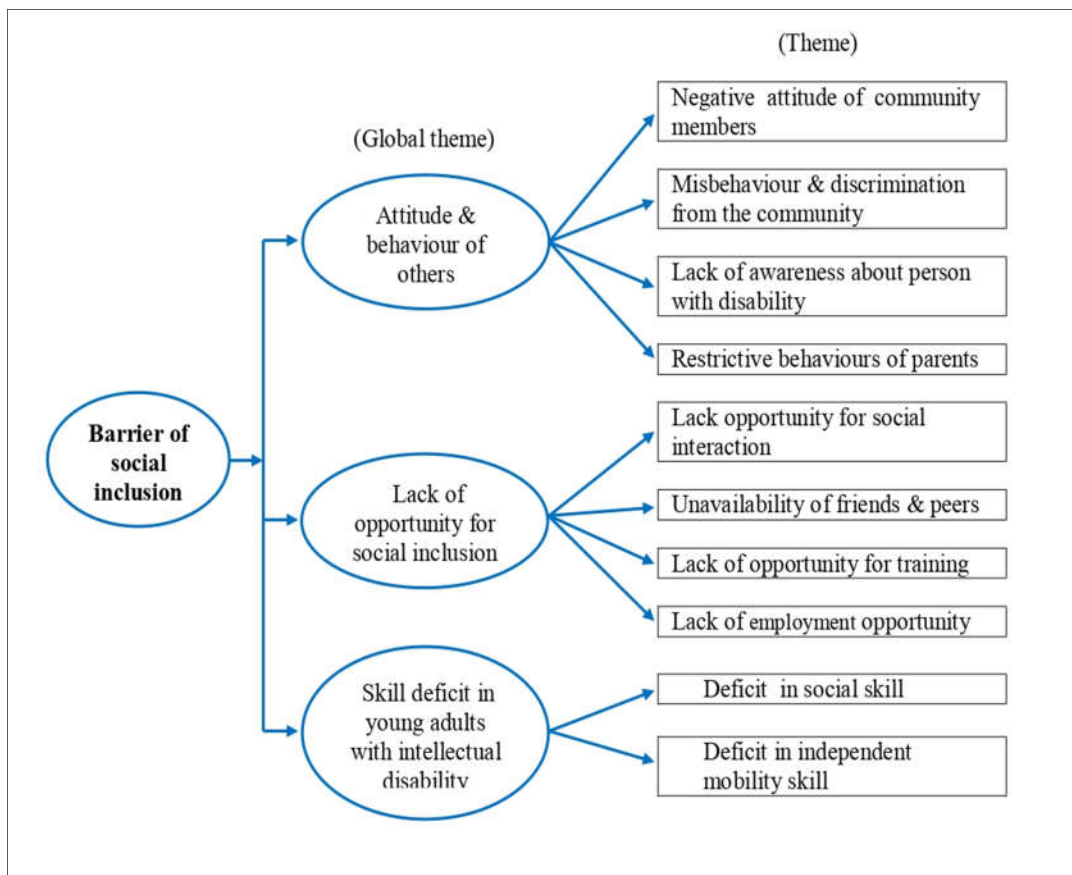 (Theme)
(Global theme)
Negative attitude of community
members
Misbehaviour & discrimination
from the community
Attitude &
behaviour of
others
Lack of awareness about person
with disability
Restrictive behaviours of parents
Barrier of
social
inclusion
Lack opportunity for social
interaction
Lack of
opportunity for
social inclusion
Unavailability of friends & peers
Lack of opportunity for training
Lack of employment opportunity
Skill deficit in
young adults
with intellectual
disability
Deficit in social skill
Deficit in independent
mobility skill